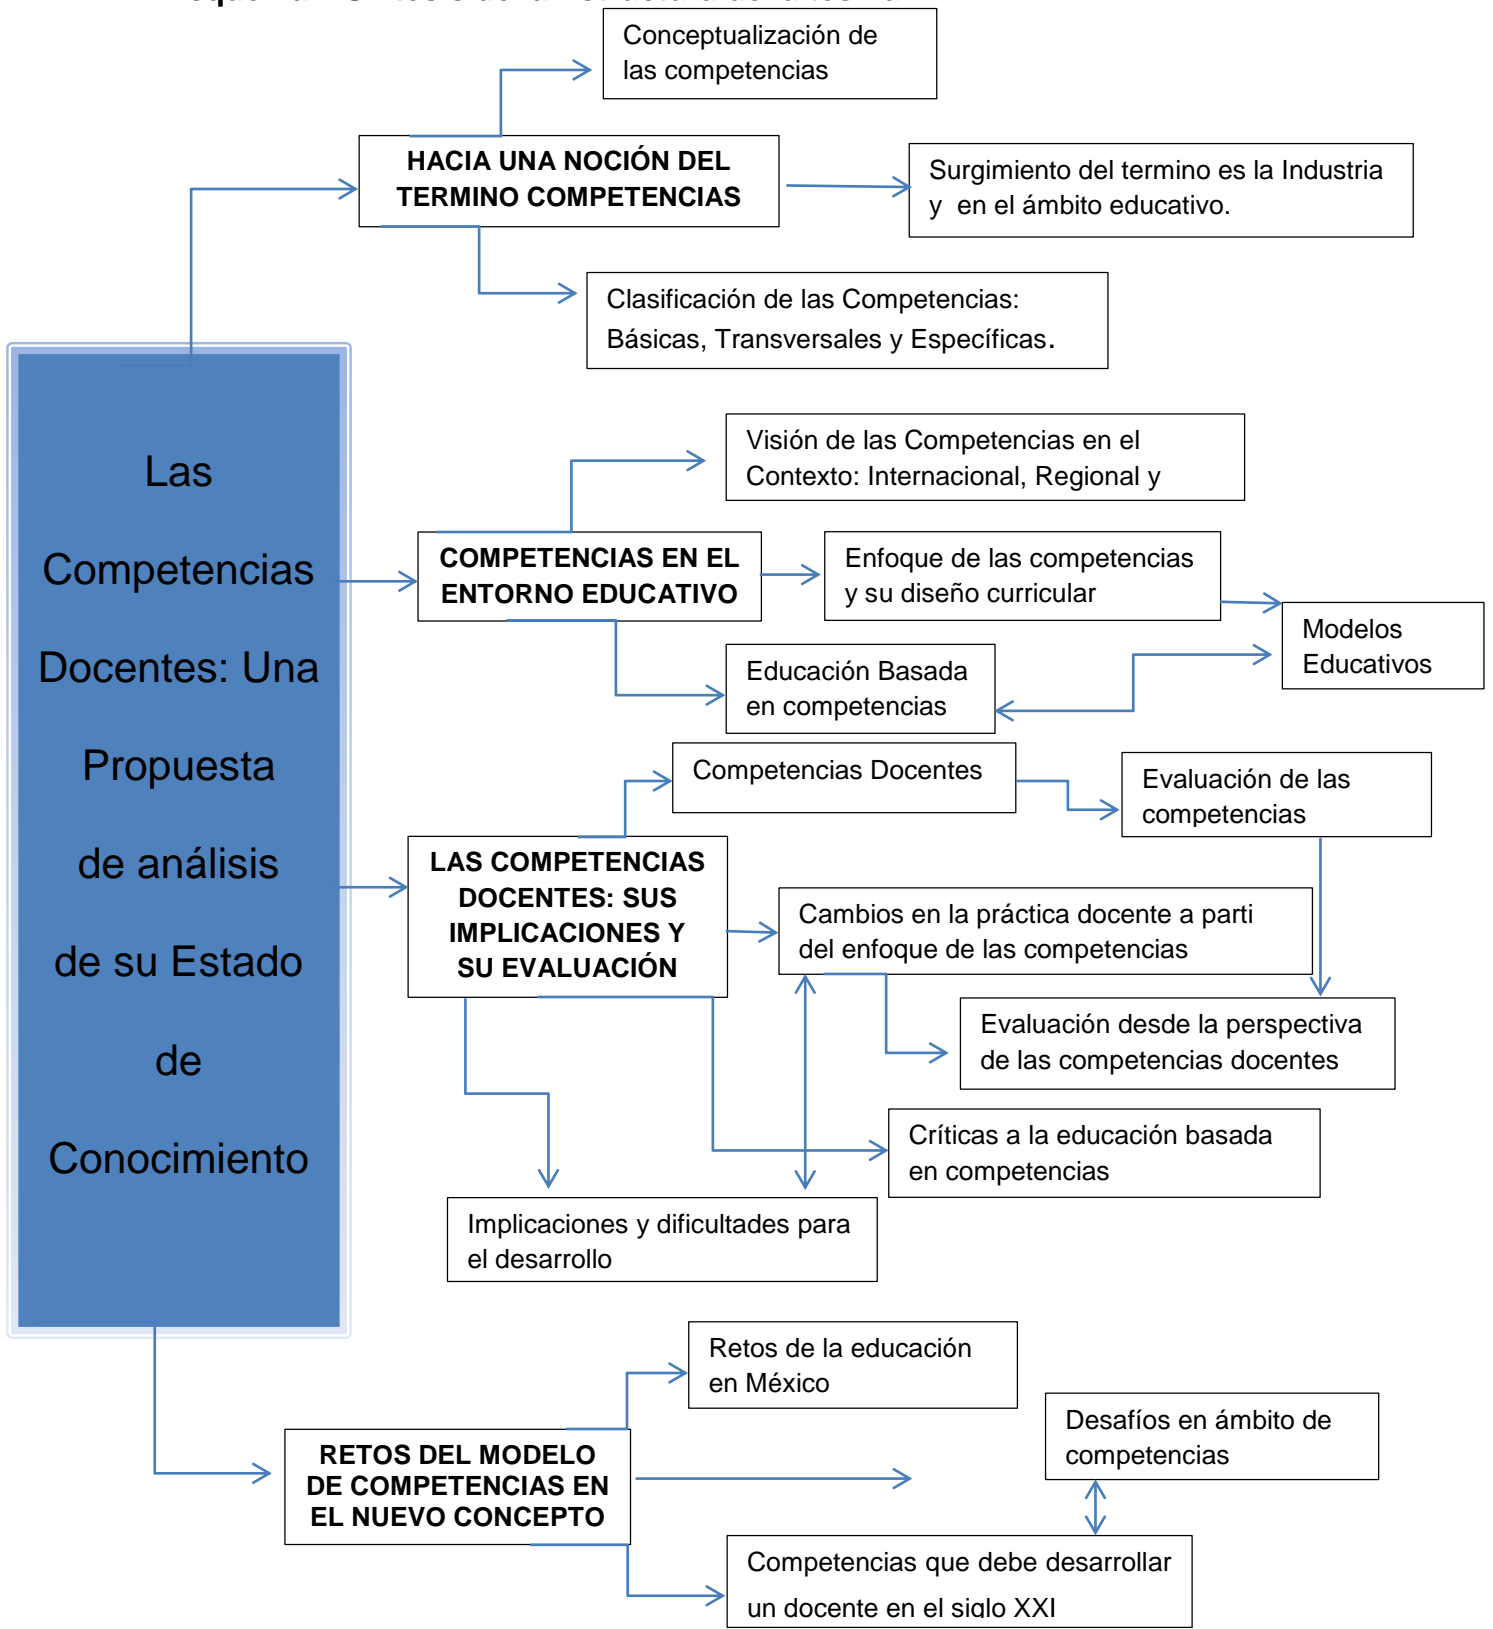 Conceptualización de
las competencias
HACIA UNA NOCIÓN DEL
TERMINO COMPETENCIAS
Surgimiento del termino es la Industria
y en el ámbito educativo.
Clasificación de las Competencias:
Básicas, Transversales y Específicas.
Las
Competencias
Docentes: Una
Propuesta
de análisis
de su Estado
de
Conocimiento
Visión de las Competencias en el
Contexto: Internacional, Regional y
COMPETENCIAS EN EL
ENTORNO EDUCATIVO
Enfoque de las competencias
y su diseño curricular
Modelos
Educativos
Educación Basada
en competencias
Competencias Docentes
Evaluación de las
competencias
LAS COMPETENCIAS
DOCENTES: SUS
IMPLICACIONES Y
SU EVALUACIÓN
Cambios en la práctica docente a parti
del enfoque de las competencias
Evaluación desde la perspectiva
de las competencias docentes
Críticas a la educación basada
en competencias
Implicaciones y dificultades para
el desarrollo
Retos de la educación
en México
Desafíos en ámbito de
competencias
RETOS DEL MODELO
DE COMPETENCIAS EN
EL NUEVO CONCEPTO
Competencias que debe desarrollar
un docente en el siglo XXI